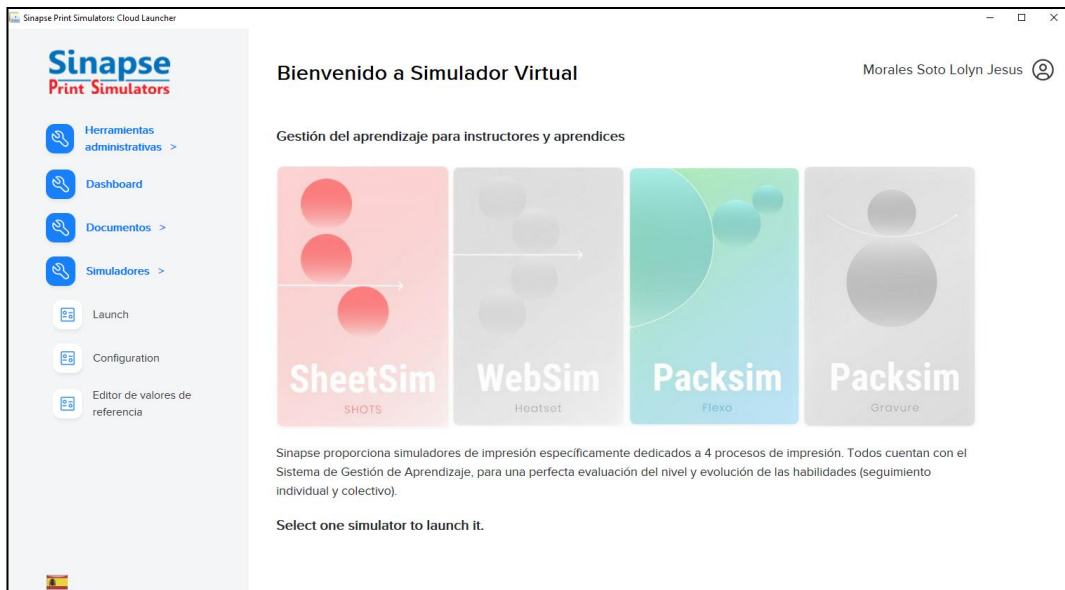 Sinapse Print Simulators: Cloud Launcher
Sinapse
Print Simulators
Herramientas
administrativas >
Dashboard
Documentos >
Simuladores >
Launch
Configuration
Editor de valores de
referencia
Bienvenido a Simulador Virtual
Morales Soto Lolyn Jesus
Gestión del aprendizaje para instructores y aprendices
SheetSim
SHOTS
WebSim
Heatset
Packsim
Flexo
Packsim
Gravure
Sinapse proporciona simuladores de impresión específicamente dedicados a 4 procesos de impresión. Todos cuentan con el
Sistema de Gestión de Aprendizaje, para una perfecta evaluación del nivel y evolución de las habilidades (seguimiento
individual y colectivo).
Select one simulator to launch it.